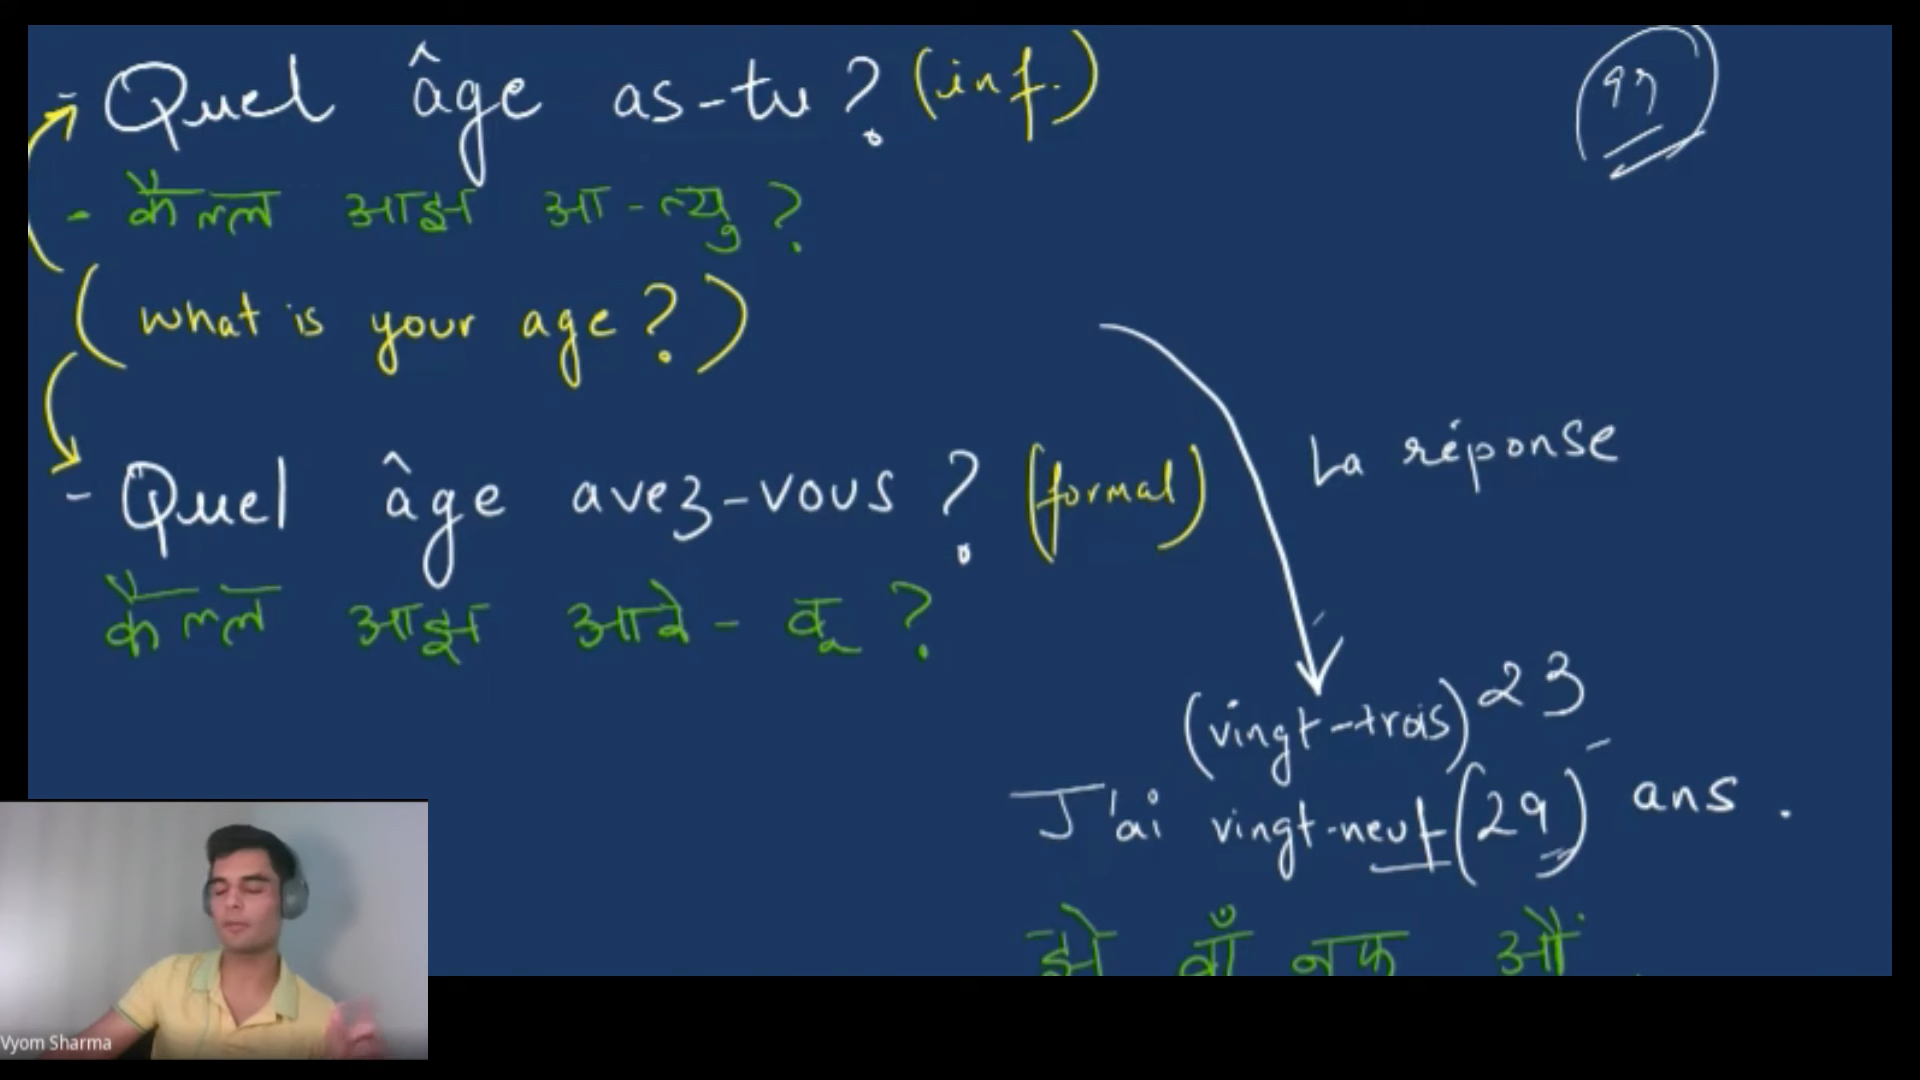 - Quel âge as-tu ? (inf.)
- कैल्ल आझ आ-त्यु ?
(what is your age ?)
- Quel âge avez-vous ? (formal)
कैल्ल आझ आवे - वू ?
La réponse
(vingt-trois) 23
J'ai vingt-neuf (29) ans .
झे वाँ नफ औं .
Vyom Sharma